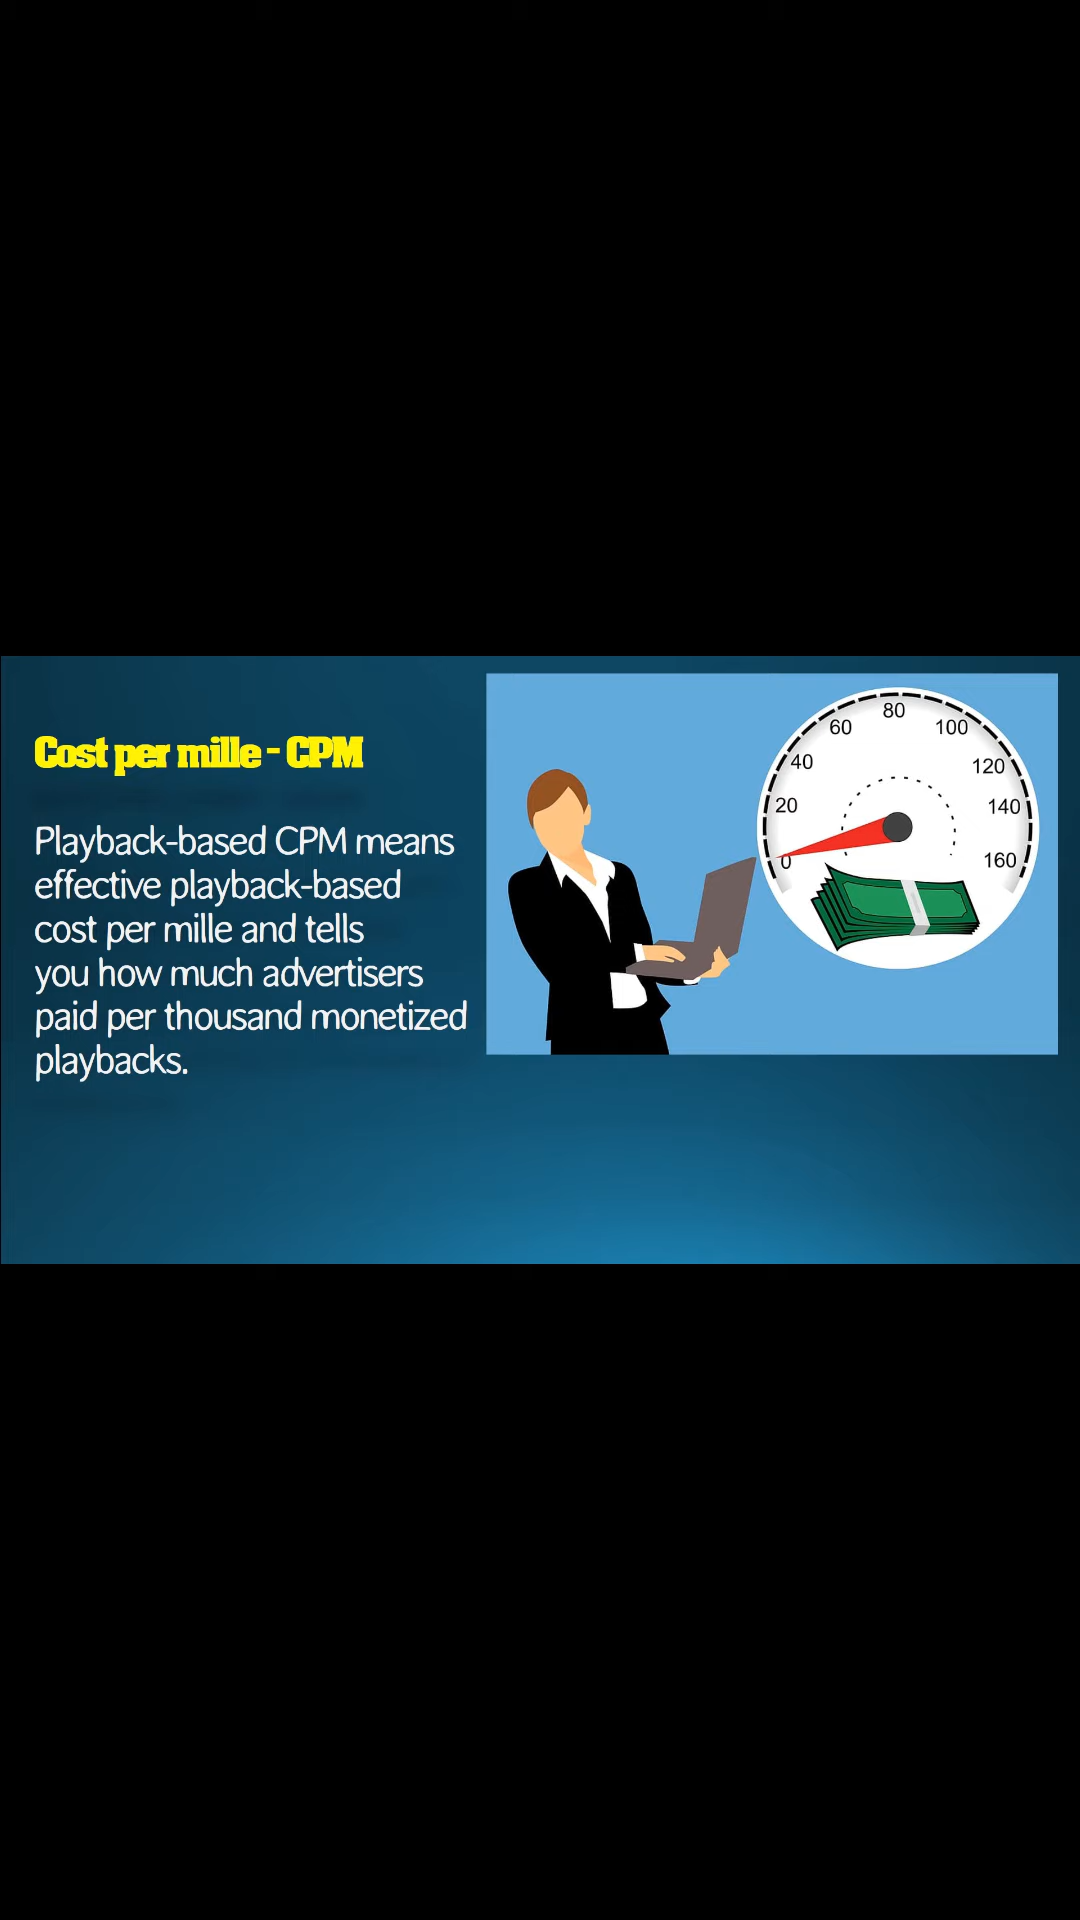 Cost per mille - CPM
Playback-based CPM means
effective playback-based
cost per mille and tells
you how much advertisers
paid per thousand monetized
playbacks.
0
20
40
60
80
100
120
140
160